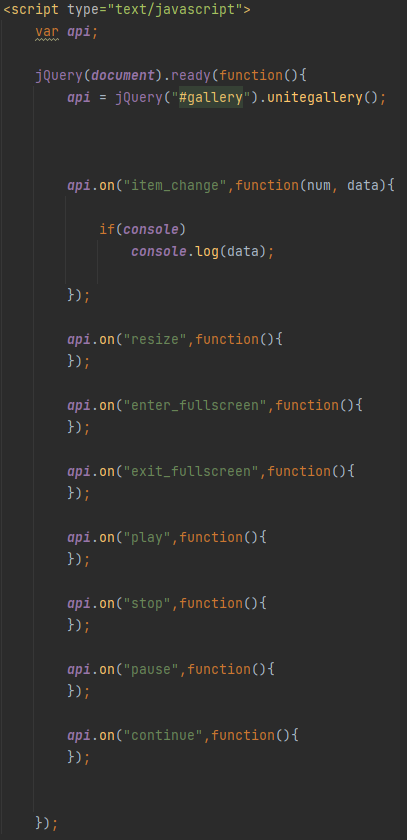 <script type="text/javascript">
var api;
jQuery(document).ready(function(){
api = jQuery("#gallery").unitegallery();
api.on("item_change",function(num, data){
if(console)
console.log(data);
});
api.on("resize",function(){
});
api.on("enter_fullscreen",function(){
});
api.on("exit_fullscreen",function(){
});
api.on("play",function(){
});
api.on("stop",function(){
});
api.on("pause",function(){
});
api.on("continue",function(){
});
});